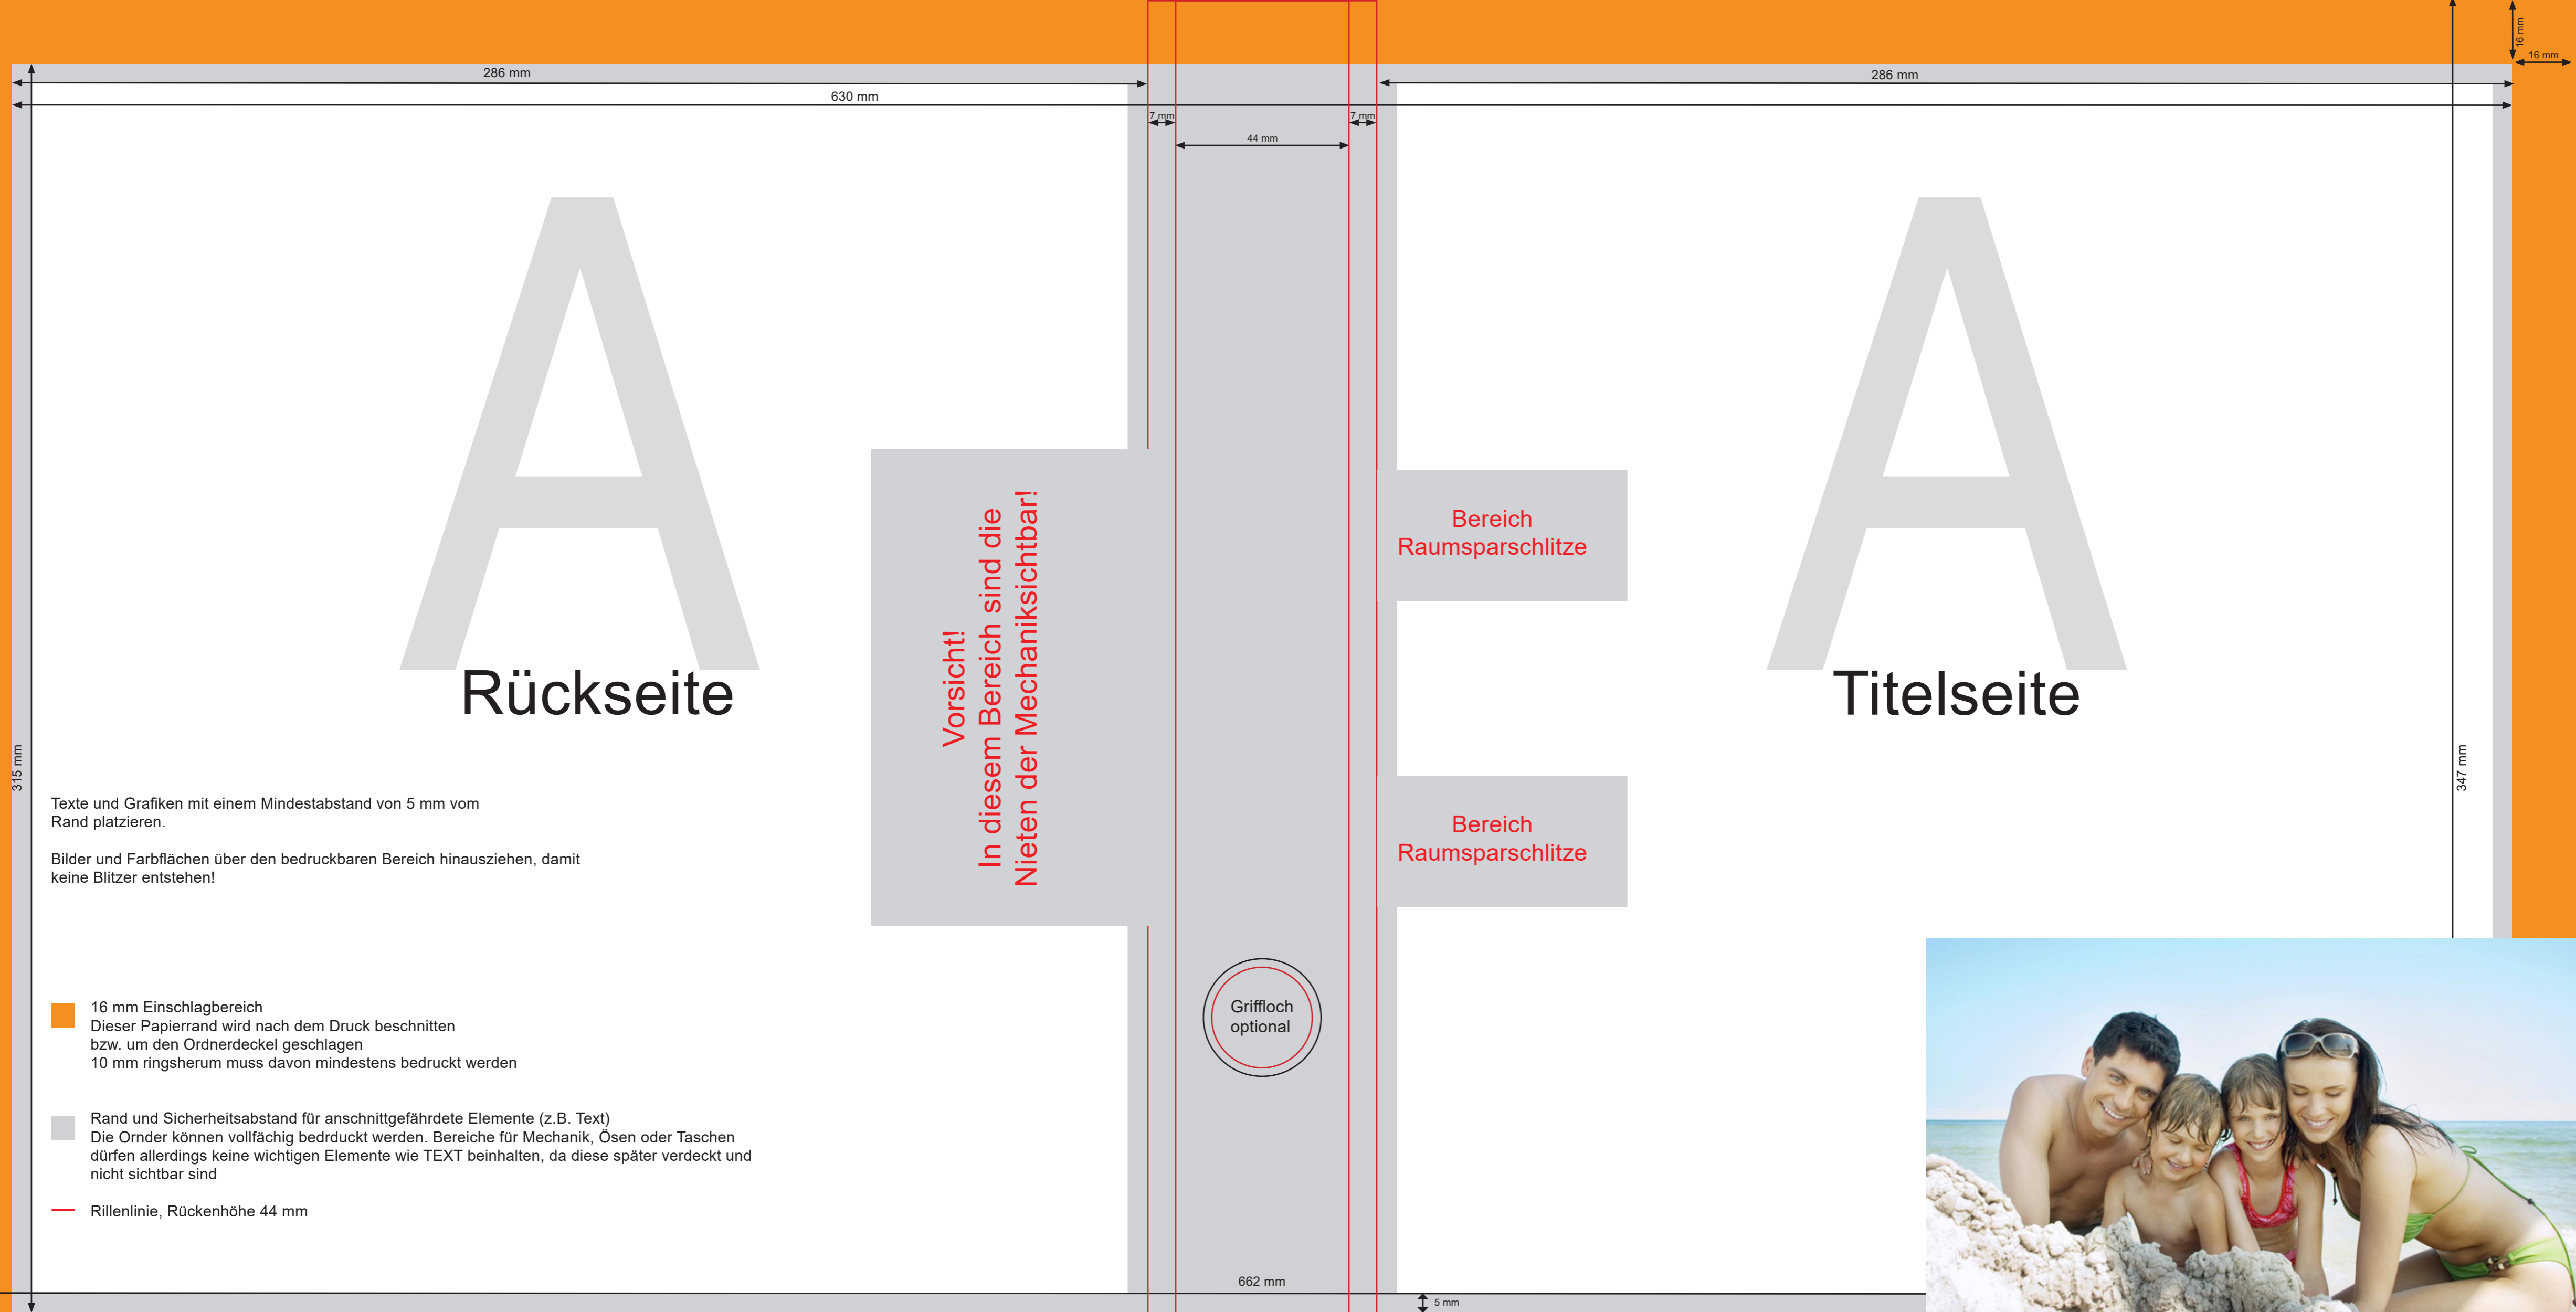 16 mm
16 mm
286 mm
286 mm
630 mm
7 mm
7 mm
44 mm
A
A
Rückseite
Titelseite
Vorsicht!
In diesem Bereich sind die
Nieten der Mechaniksichtbar!
Bereich
Raumsparschlitze
Bereich
Raumsparschlitze
315 mm
347 mm
Texte und Grafiken mit einem Mindestabstand von 5 mm vom
Rand platzieren.
Bilder und Farbflächen über den bedruckbaren Bereich hinausziehen, damit
keine Blitzer entstehen!
Griffloch
optional
16 mm Einschlagbereich
Dieser Papierrand wird nach dem Druck beschnitten
bzw. um den Ordnerdeckel geschlagen
10 mm ringsherum muss davon mindestens bedruckt werden
Rand und Sicherheitsabstand für anschnittgefährdete Elemente (z.B. Text)
Die Ornder können vollfächig bedrduckt werden. Bereiche für Mechanik, Ösen oder Taschen
dürfen allerdings keine wichtigen Elemente wie TEXT beinhalten, da diese später verdeckt und
nicht sichtbar sind
Rillenlinie, Rückenhöhe 44 mm
662 mm
5 mm